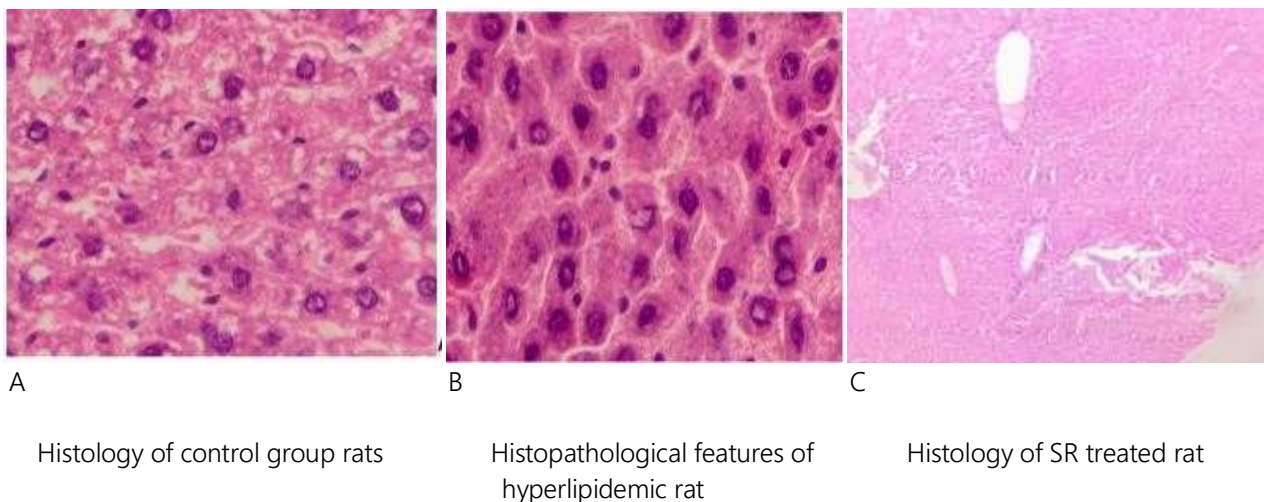 A
B
C
Histology of control group rats
Histopathological features of
hyperlipidemic rat
Histology of SR treated rat